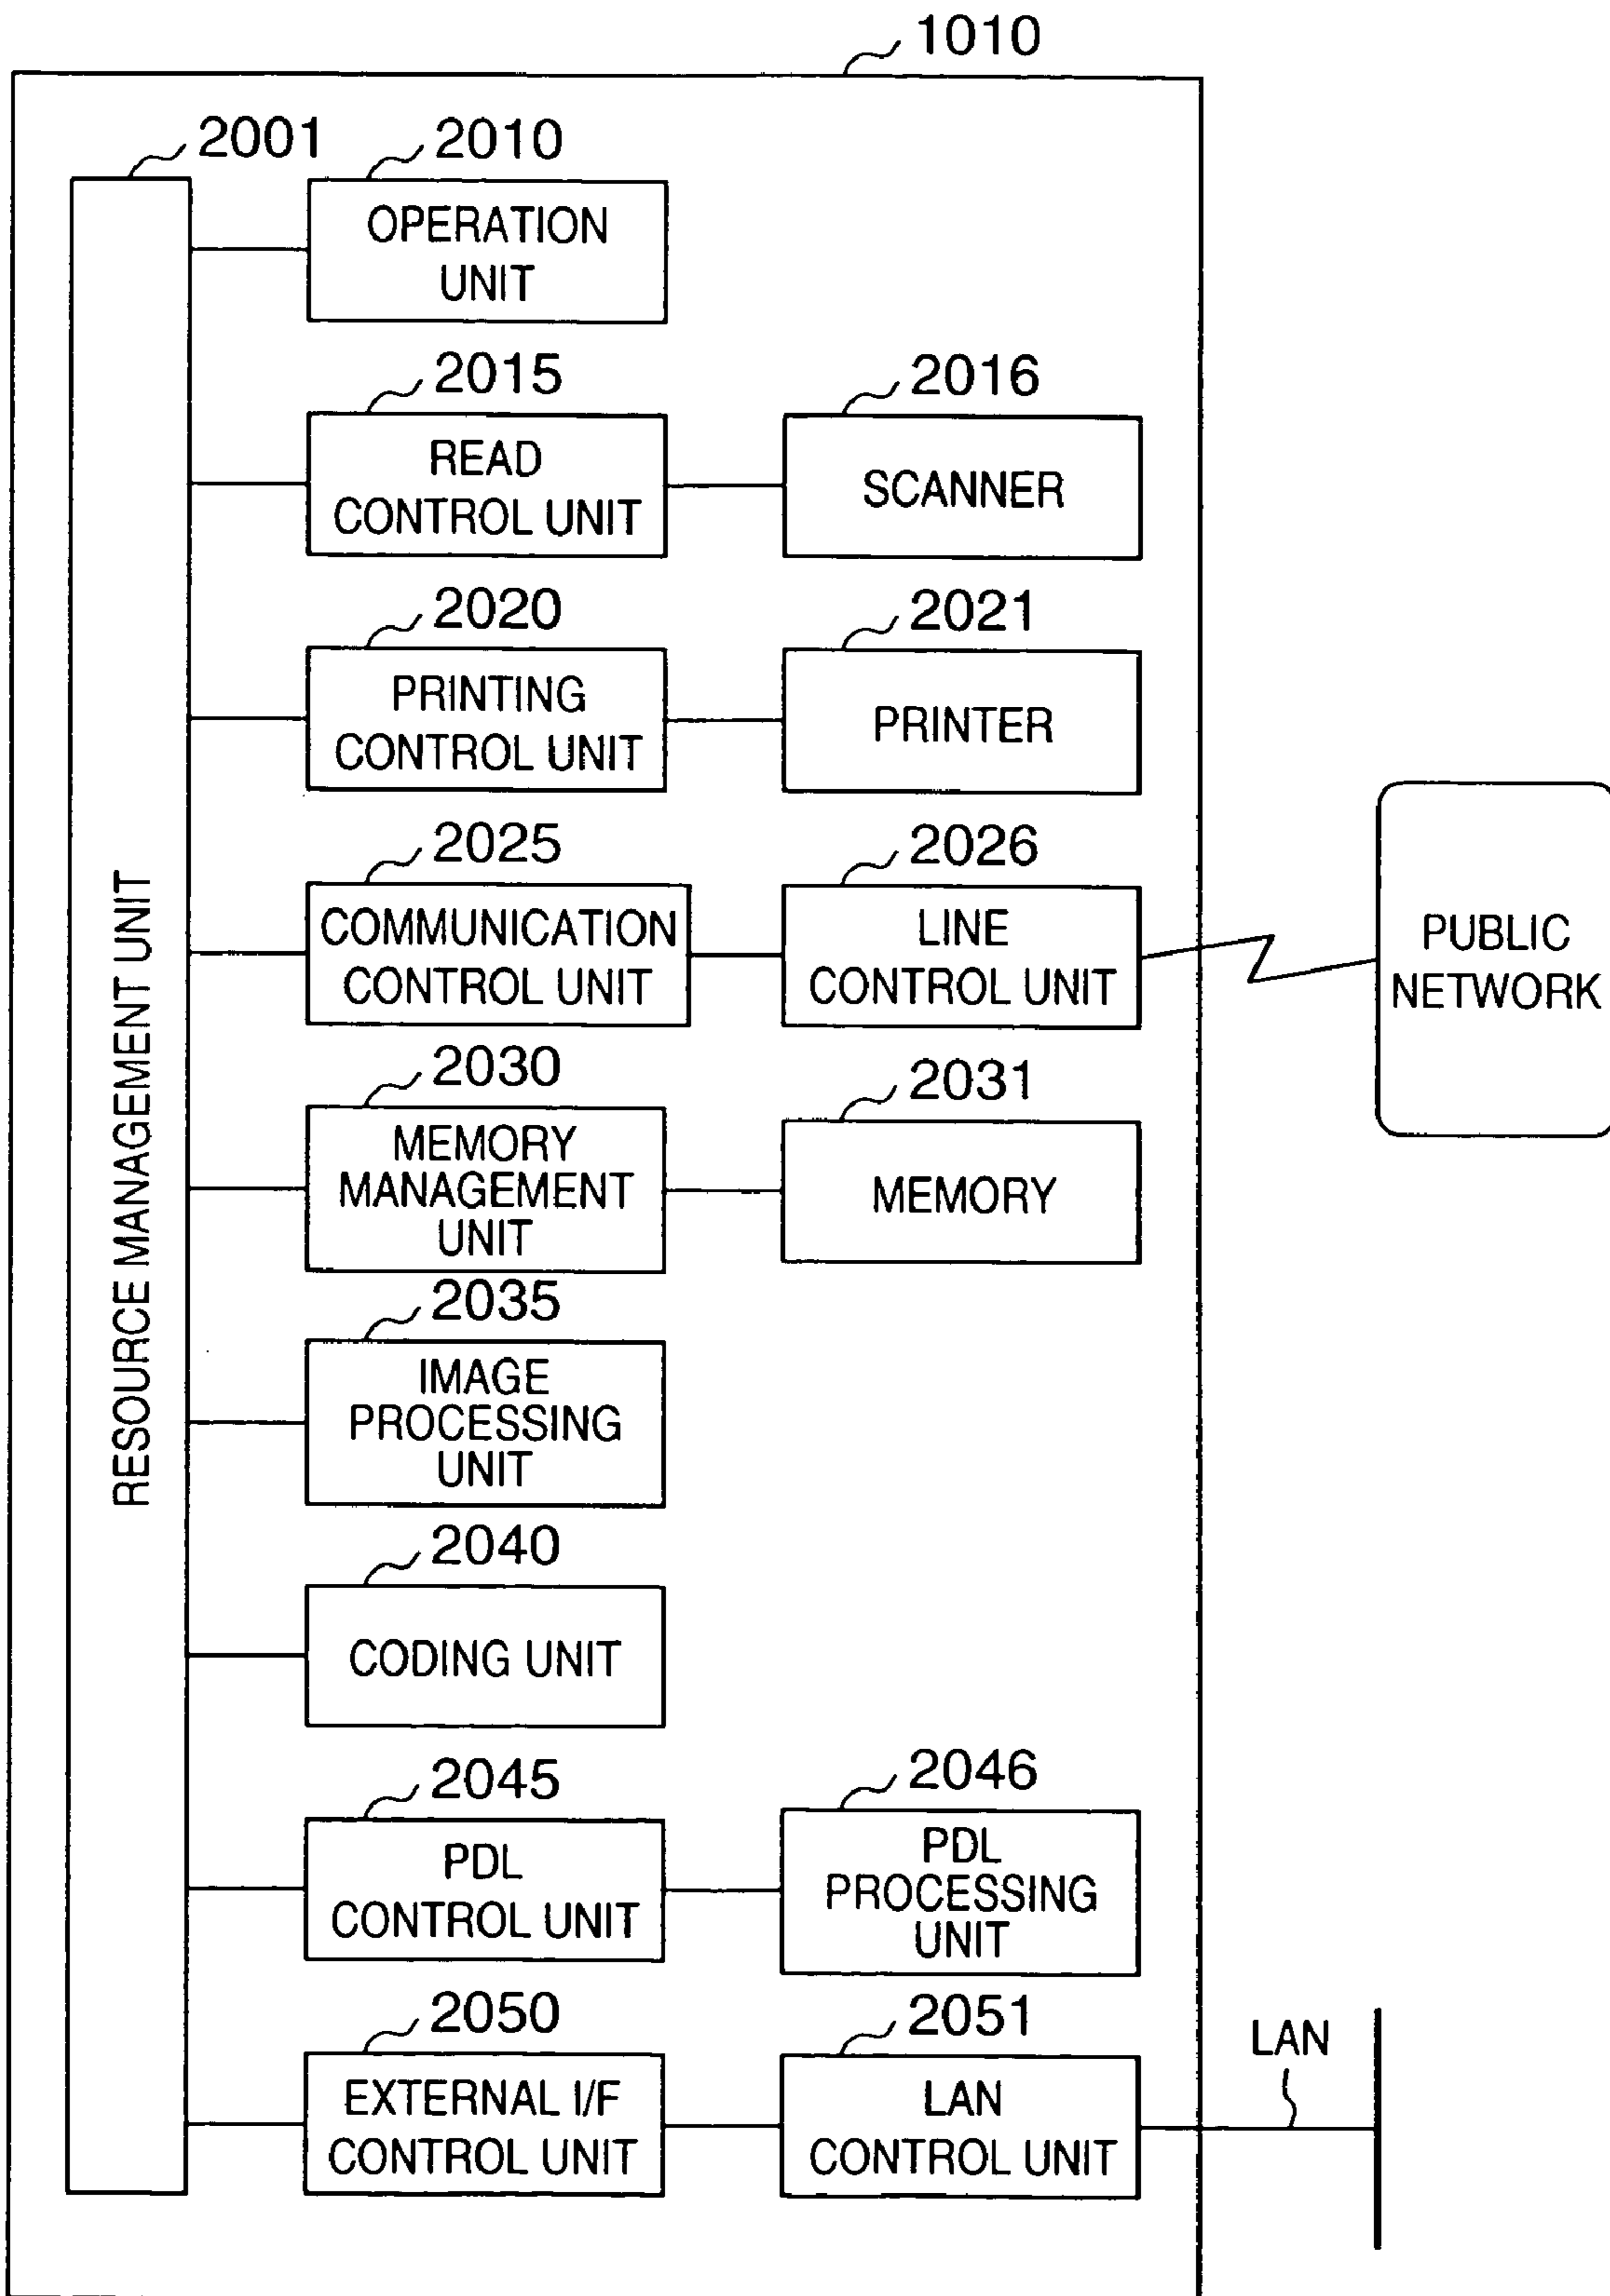 1010
2001
2010
OPERATION
UNIT
2015
2016
READ
CONTROL UNIT
SCANNER
2020
2021
PRINTING
CONTROL UNIT
PRINTER
2025
2026
COMMUNICATION
CONTROL UNIT
LINE
CONTROL UNIT
PUBLIC
NETWORK
RESOURCE MANAGEMENT UNIT
2030
2031
MEMORY
MANAGEMENT
UNIT
MEMORY
2035
IMAGE
PROCESSING
UNIT
2040
CODING UNIT
2045
2046
PDL
CONTROL UNIT
PDL
PROCESSING
UNIT
2050
2051
EXTERNAL I/F
CONTROL UNIT
LAN
CONTROL UNIT
LAN